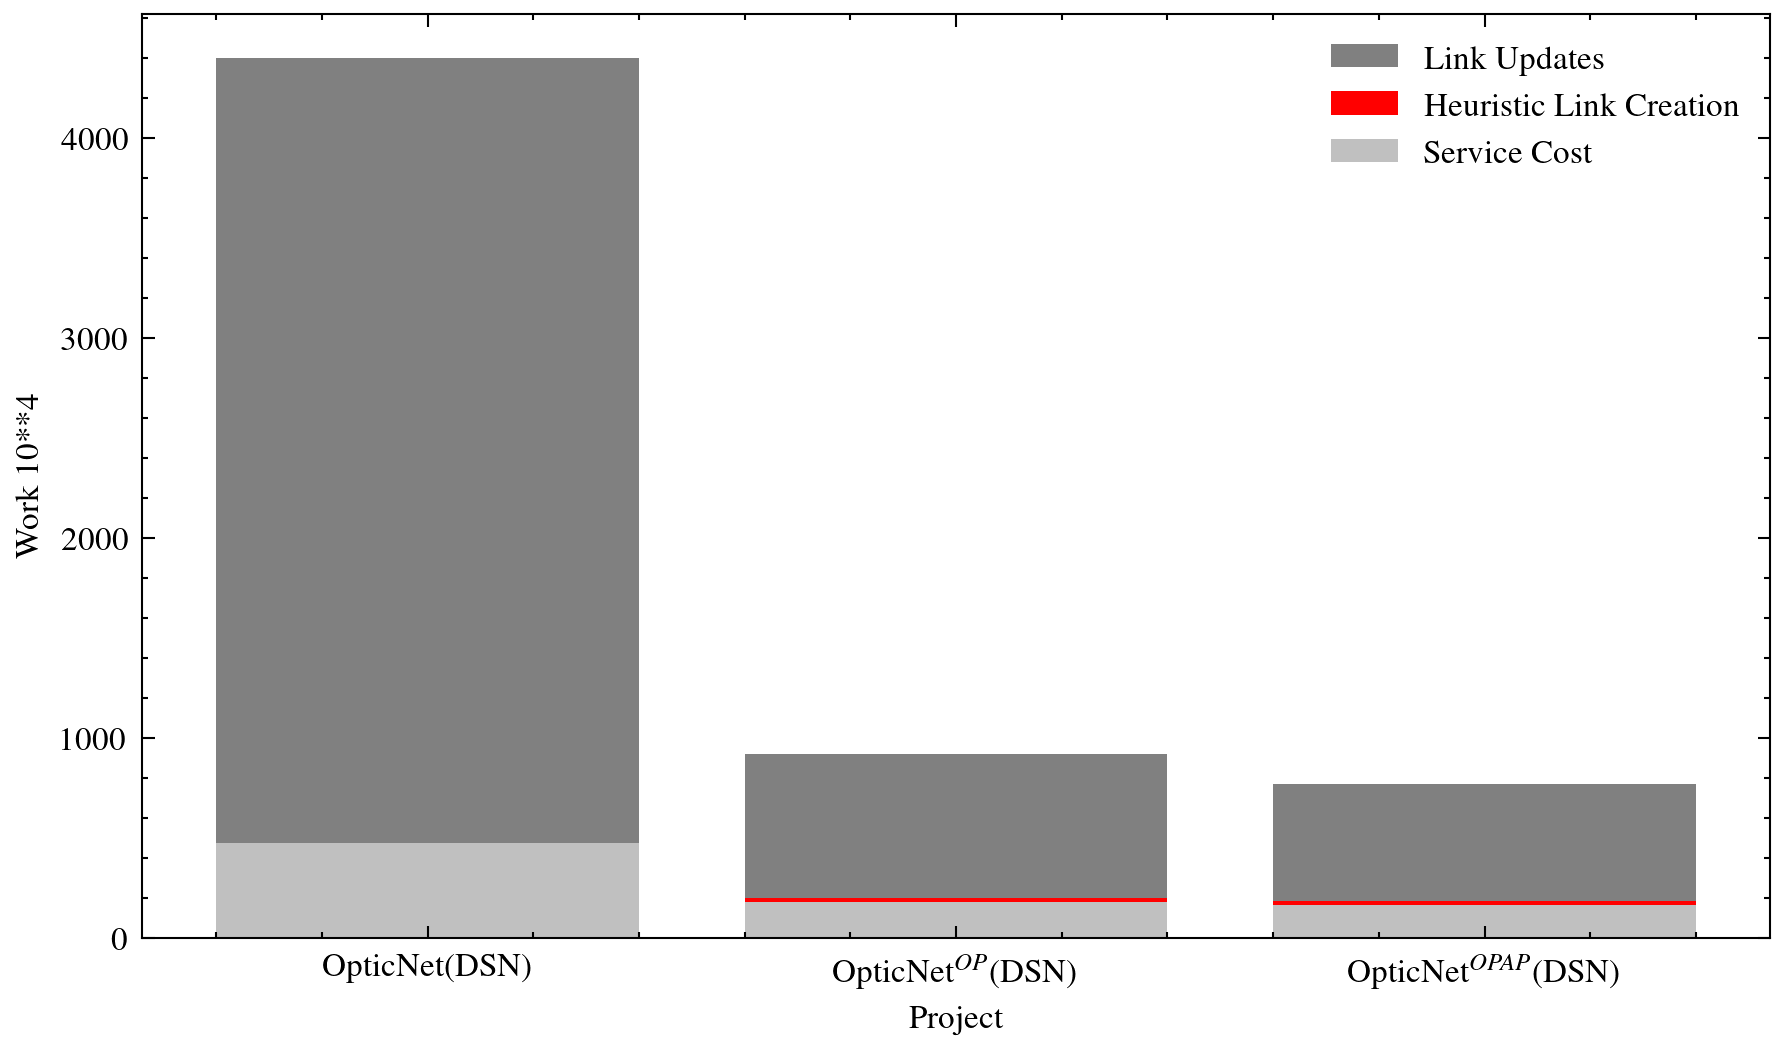 Link Updates
Heuristic Link Creation
Service Cost
4000
3000
2000
1000
0
Work 10**4
OpticNet(DSN)
OpticNet^{OP}(DSN)
OpticNet^{OPAP}(DSN)
Project